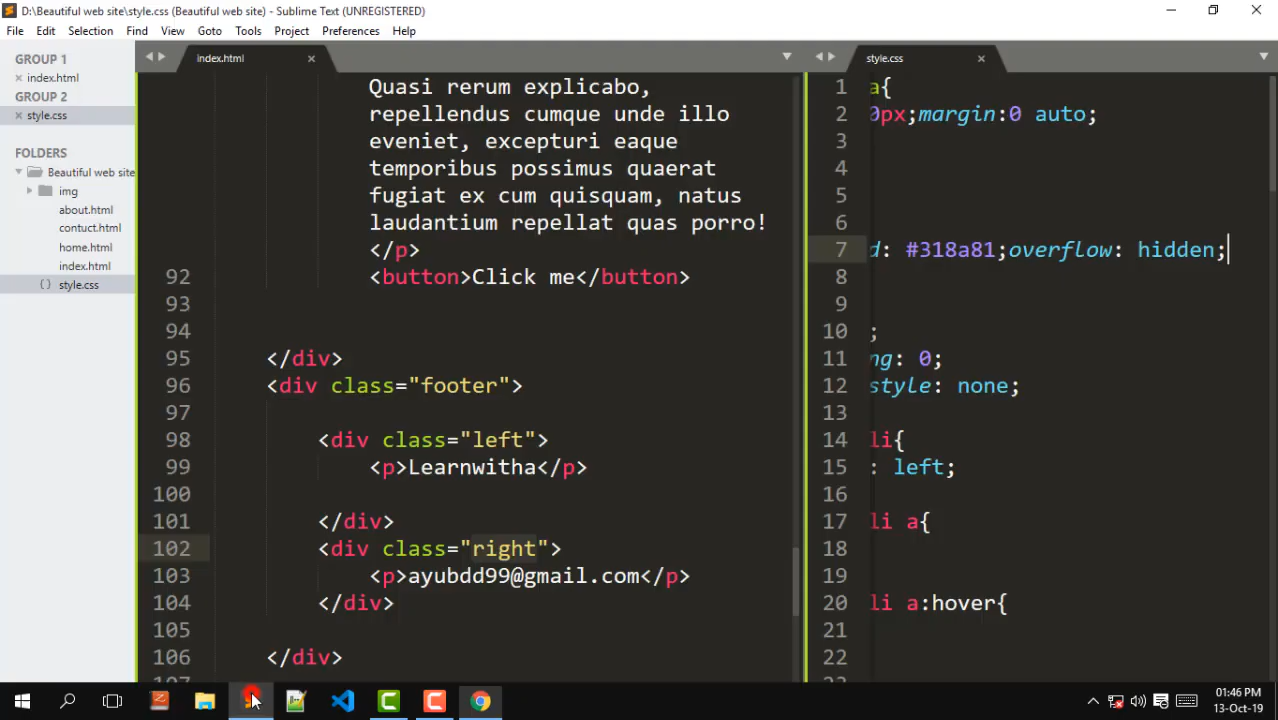 D:\Beautiful web site\style.css (Beautiful web site) - Sublime Text (UNREGISTERED)
File Edit Selection Find View Goto Tools Project Preferences Help
GROUP 1
index.html
GROUP 2
style.css
FOLDERS
Beautiful web site
img
about.html
contuct.html
home.html
index.html
style.css
index.html
Quasi rerum explicabo,
repellendus cumque unde illo
eveniet, excepturi eaque
temporibus possimus quaerat
fugiat ex cum quisquam, natus
laudantium repellat quas porro!
</p>
92 <button>Click me</button>
93
94
95 </div>
96 <div class="footer">
97
98 <div class="left">
99 <p>Learnwitha</p>
100
101 </div>
102 <div class="right">
103 <p>ayubdd99@gmail.com</p>
104 </div>
105
106 </div>
style.css
1 a{
2 0px;margin:0 auto;
3
4
5
6
7 d: #318a81;overflow: hidden;
8
9
10 ;
11 ng: 0;
12 style: none;
13
14 li{
15 : left;
16
17 li a{
18
19
20 li a:hover{
21
22
01:46 PM
13-Oct-19